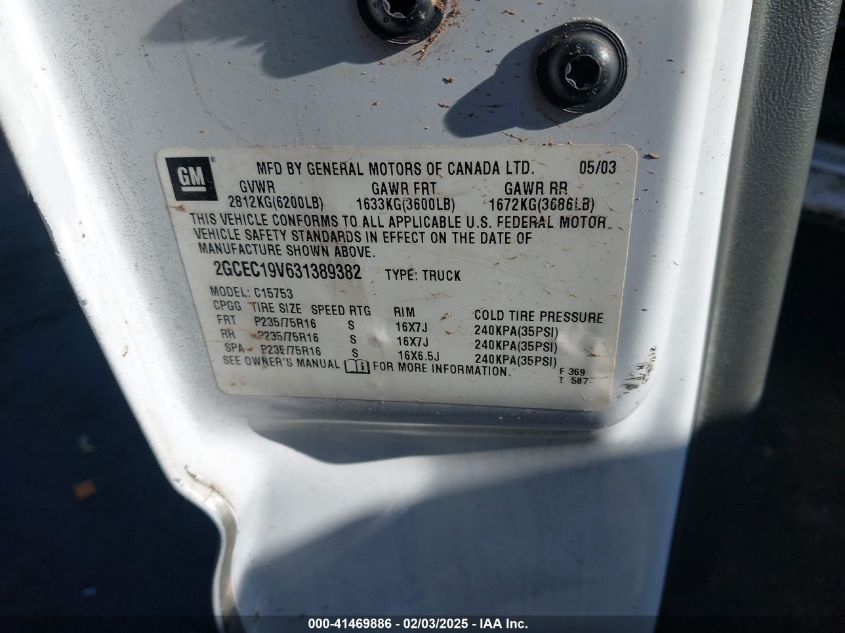 GM ® MFD BY GENERAL MOTORS OF CANADA LTD. 05/03
GVWR GAWR FRT GAWR RR
2812KG(6200LB) 1633KG(3600LB) 1672KG(3686LB)
THIS VEHICLE CONFORMS TO ALL APPLICABLE U.S. FEDERAL MOTOR
VEHICLE SAFETY STANDARDS IN EFFECT ON THE DATE OF
MANUFACTURE SHOWN ABOVE.
2GCEC19V631389382 TYPE: TRUCK
MODEL: C15753
CPGG TIRE SIZE SPEED RTG RIM COLD TIRE PRESSURE
FRT P235/75R16 S 16X7J 240KPA(35PSI)
RR P235/75R16 S 16X7J 240KPA(35PSI)
SPA P235/75R16 S 16X6.5J 240KPA(35PSI)
SEE OWNER'S MANUAL FOR MORE INFORMATION.
F 369
T 587
000-41469886 - 02/03/2025 - IAA Inc.